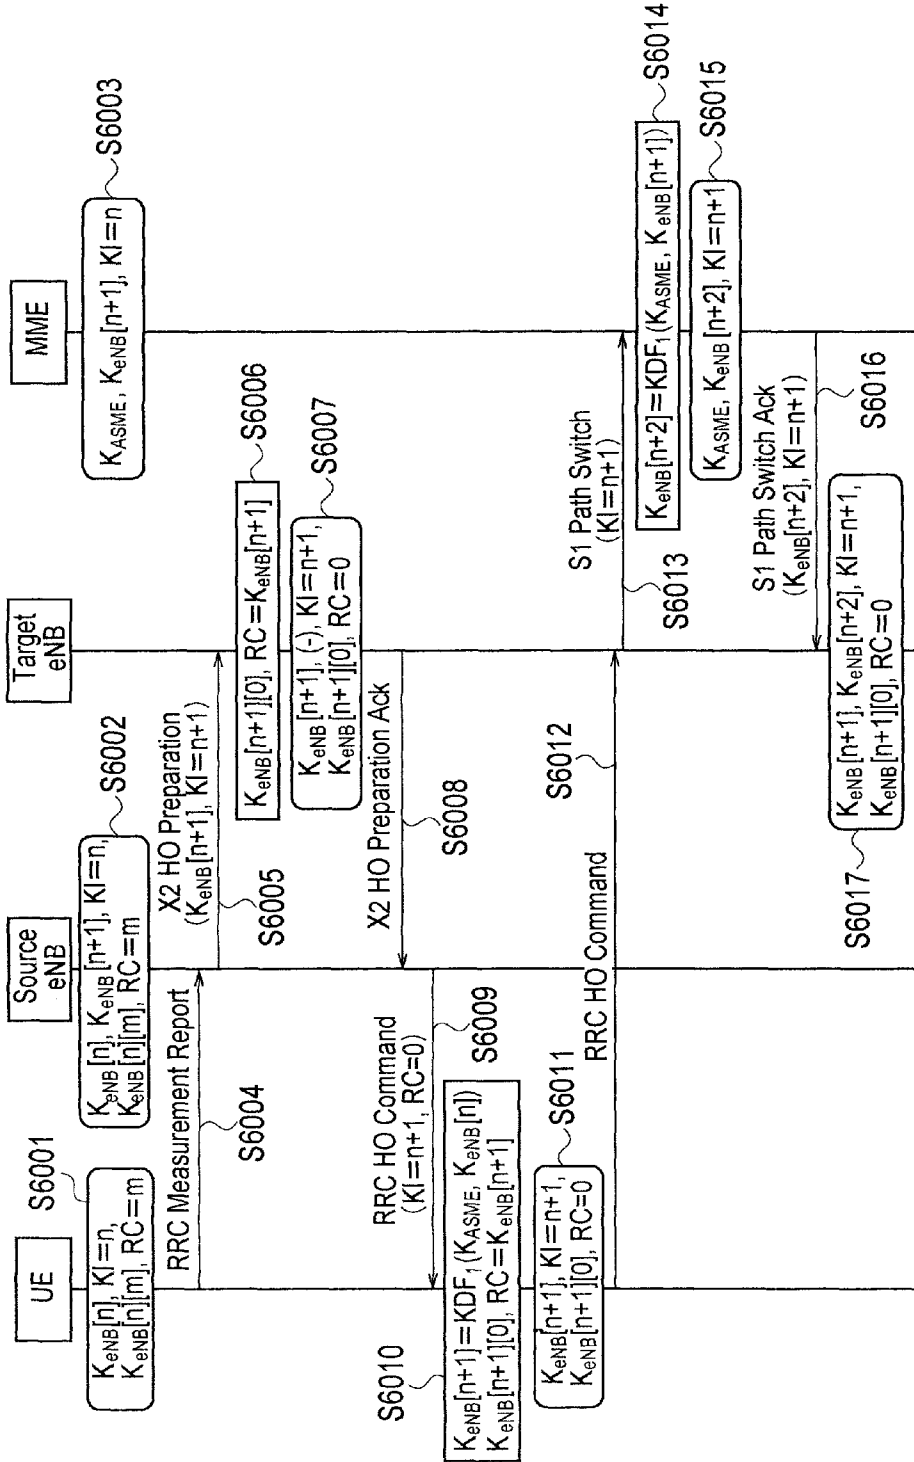 UE
Source
eNB
Target
eNB
MME
S6001
KeNB[n], KI=n,
KeNB[n][m], RC=m
S6002
KeNB[n], KeNB[n+1], KI=n,
KeNB[n][m], RC=m
S6003
KASME, KeNB[n+1], KI=n
RRC Measurement Report
S6004
X2 HO Preparation
(KeNB[n+1], KI=n+1)
S6005
KeNB[n+1][0], RC=KeNB[n+1]
S6006
KeNB[n+1], (-), KI=n+1,
KeNB[n+1][0], RC=0
S6007
X2 HO Preparation Ack
S6008
RRC HO Command
(KI=n+1, RC=0)
S6009
S6010
KeNB[n+1]=KDF1(KASME, KeNB[n])
KeNB[n+1][0], RC=KeNB[n+1]
KeNB[n+1], KI=n+1,
KeNB[n+1][0], RC=0
S6011
RRC HO Command
S6012
S1 Path Switch
(KI=n+1)
S6013
KeNB[n+2]=KDF1(KASME, KeNB[n+1])
S6014
KASME, KeNB[n+2], KI=n+1
S6015
S1 Path Switch Ack
(KeNB[n+2], KI=n+1)
S6016
KeNB[n+1], KeNB[n+2], KI=n+1,
KeNB[n+1][0], RC=0
S6017